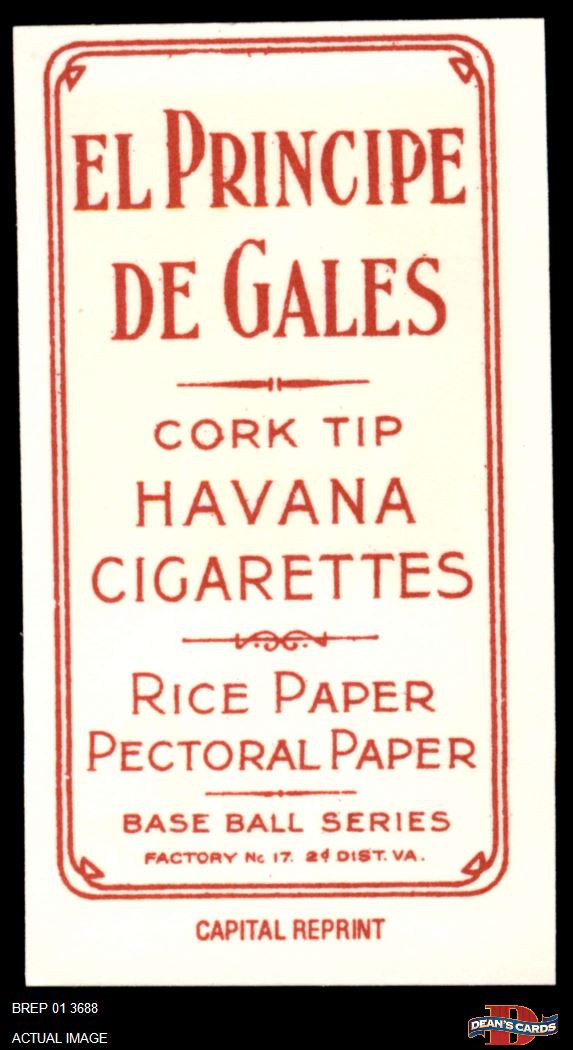 EL PRINCIPE
DE GALES
CORK TIP
HAVANA
CIGARETTES
RICE PAPER
PECTORAL PAPER
BASE BALL SERIES
FACTORY No 17. 2d DIST. VA.
CAPITAL REPRINT
BREP 01 3688
ACTUAL IMAGE
DEAN'S CARDS